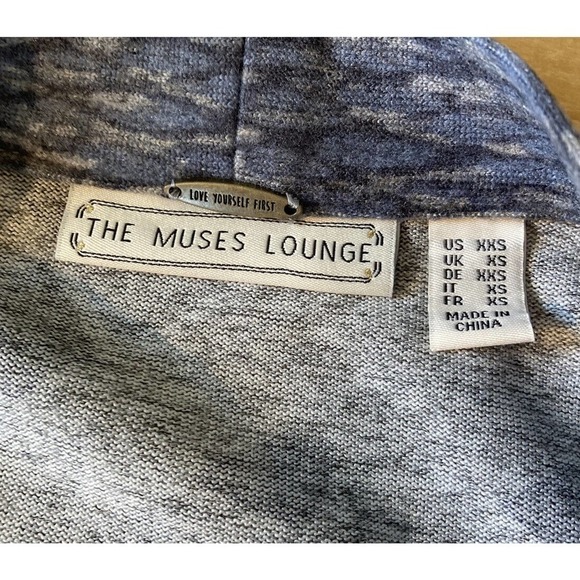 LOVE YOURSELF FIRST
THE MUSES LOUNGE
US XXS
UK XS
DE XXS
IT XS
FR XS
MADE IN
CHINA